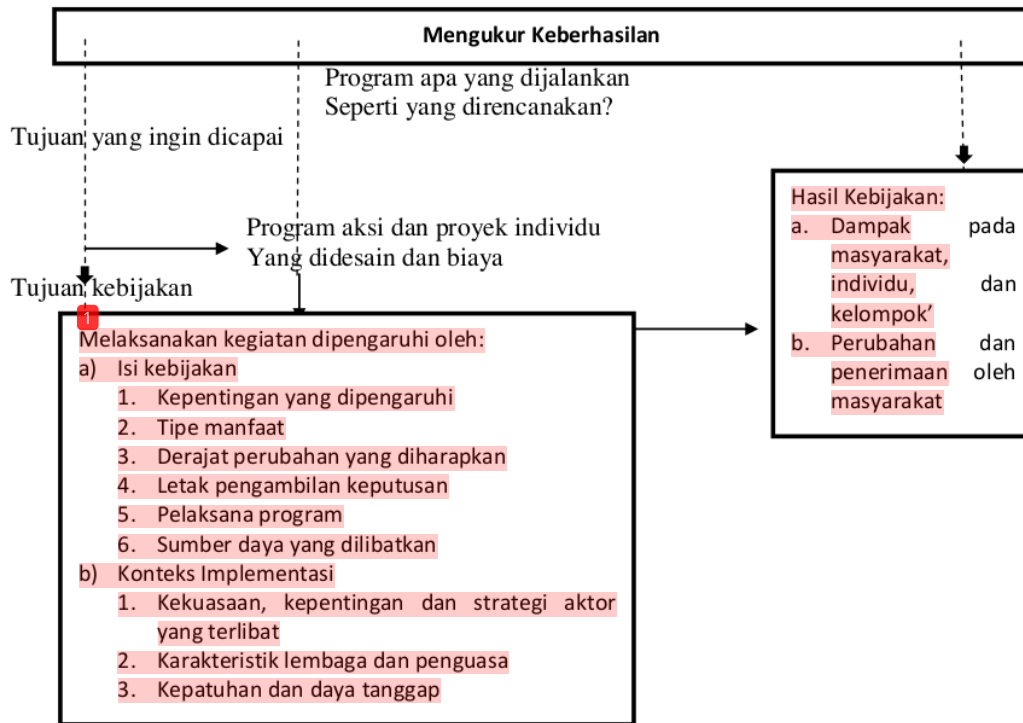 Mengukur Keberhasilan
Program apa yang dijalankan
Seperti yang direncanakan?
Tujuan yang ingin dicapai
Program aksi dan proyek individu
Yang didesain dan biaya
Tujuan kebijakan
1
Melaksanakan kegiatan dipengaruhi oleh:
a) Isi kebijakan
1. Kepentingan yang dipengaruhi
2. Tipe manfaat
3. Derajat perubahan yang diharapkan
4. Letak pengambilan keputusan
5. Pelaksana program
6. Sumber daya yang dilibatkan
b) Konteks Implementasi
1. Kekuasaan, kepentingan dan strategi aktor
yang terlibat
2. Karakteristik lembaga dan penguasa
3. Kepatuhan dan daya tanggap
Hasil Kebijakan:
a. Dampak pada
masyarakat,
individu, dan
kelompok’
b. Perubahan dan
penerimaan oleh
masyarakat